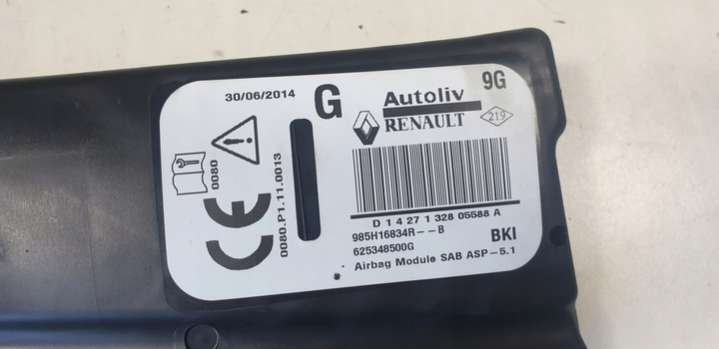 30/06/2014
G
Autoliv
9G
RENAULT
219
0080
0080.P1.11.0013
CE
D 1 4 27 1 328 05588 A
985H16834R--B
625348500G
BKI
Airbag Module SAB ASP-5.1